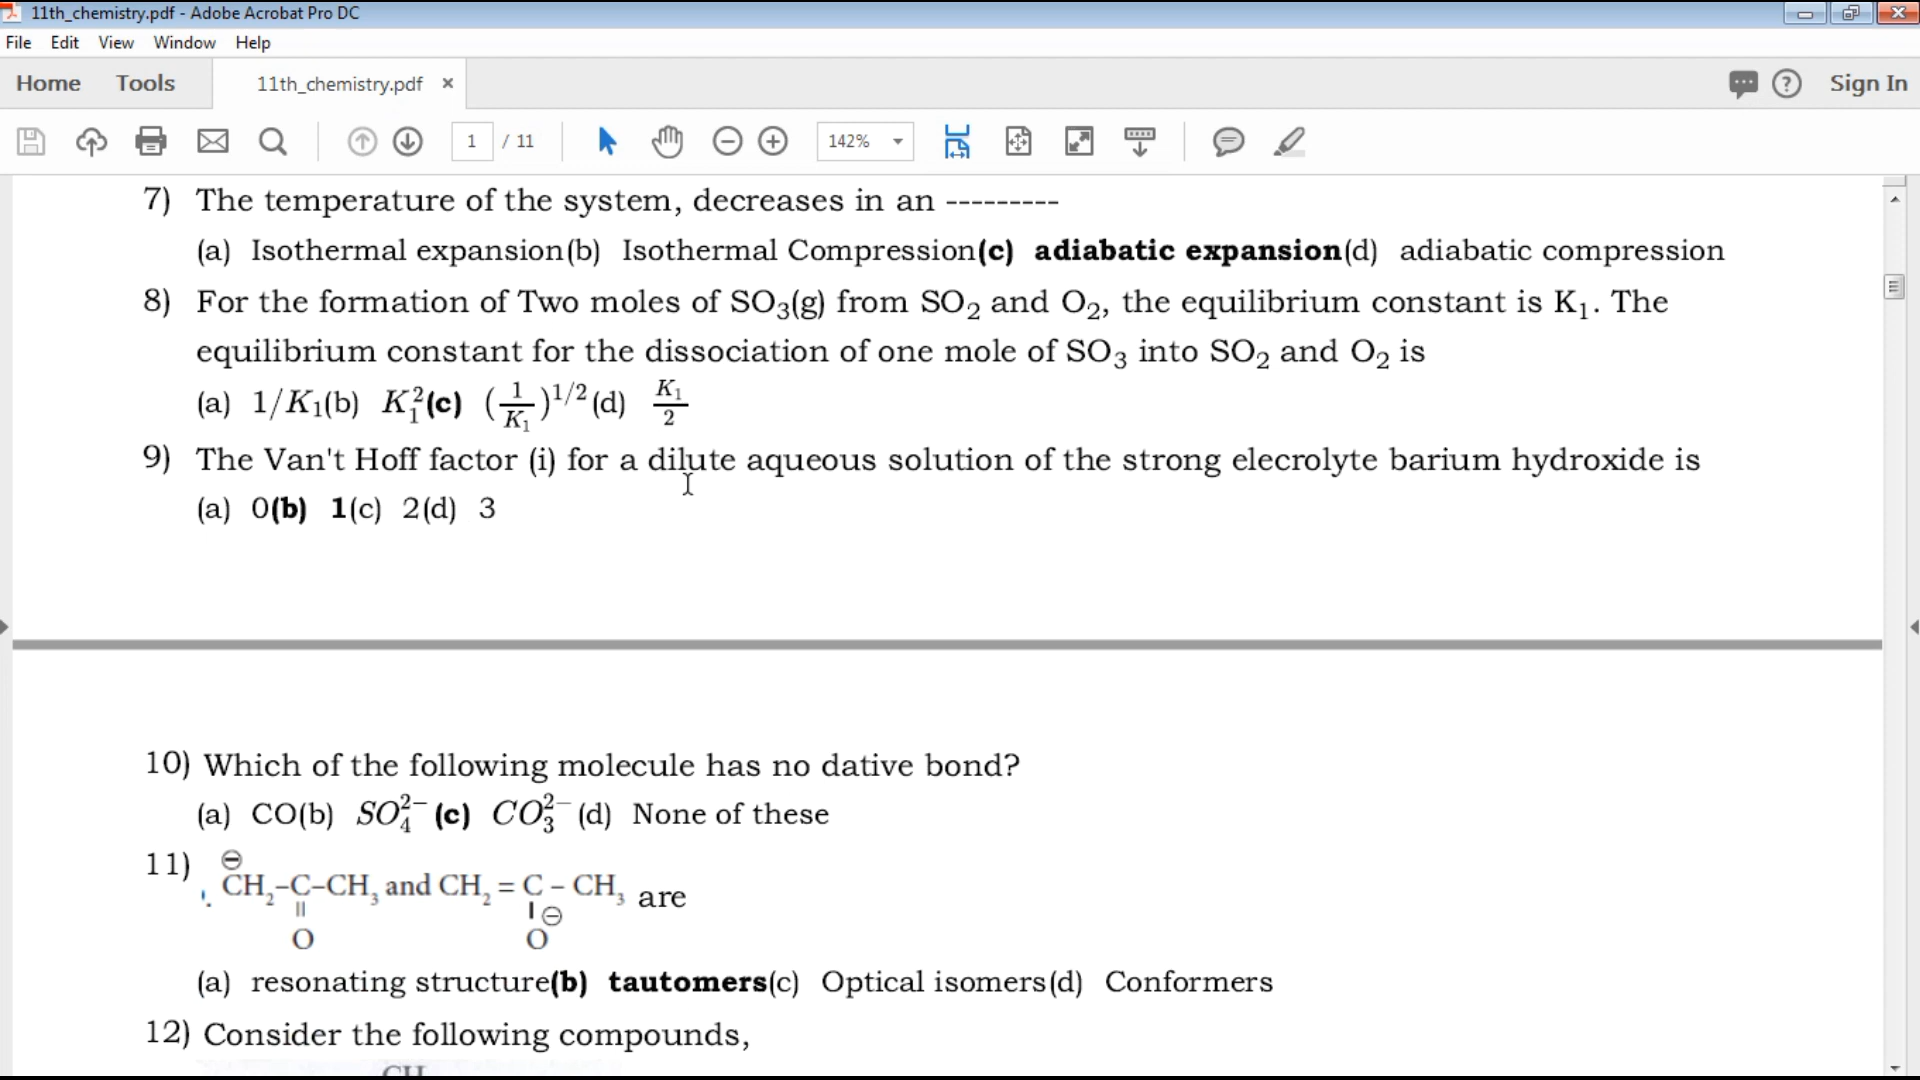 11th_chemistry.pdf - Adobe Acrobat Pro DC
File Edit View Window Help
Home Tools 11th_chemistry.pdf × Sign In
1 / 11 142%
7) The temperature of the system, decreases in an ---------
(a) Isothermal expansion(b) Isothermal Compression(c) adiabatic expansion(d) adiabatic compression
8) For the formation of Two moles of SO₃(g) from SO₂ and O₂, the equilibrium constant is K₁. The
equilibrium constant for the dissociation of one mole of SO₃ into SO₂ and O₂ is
(a) 1/K₁(b) K₁²(c) (1/K₁)^1/2 (d) K₁/2
9) The Van't Hoff factor (i) for a dilute aqueous solution of the strong elecrolyte barium hydroxide is
(a) 0(b) 1(c) 2(d) 3
10) Which of the following molecule has no dative bond?
(a) CO(b) SO₄²⁻ (c) CO₃²⁻ (d) None of these
11) ⊖
CH₂–C–CH₃ and CH₂ = C – CH₃ are
|| | ⊖
O O
(a) resonating structure(b) tautomers(c) Optical isomers(d) Conformers
12) Consider the following compounds,